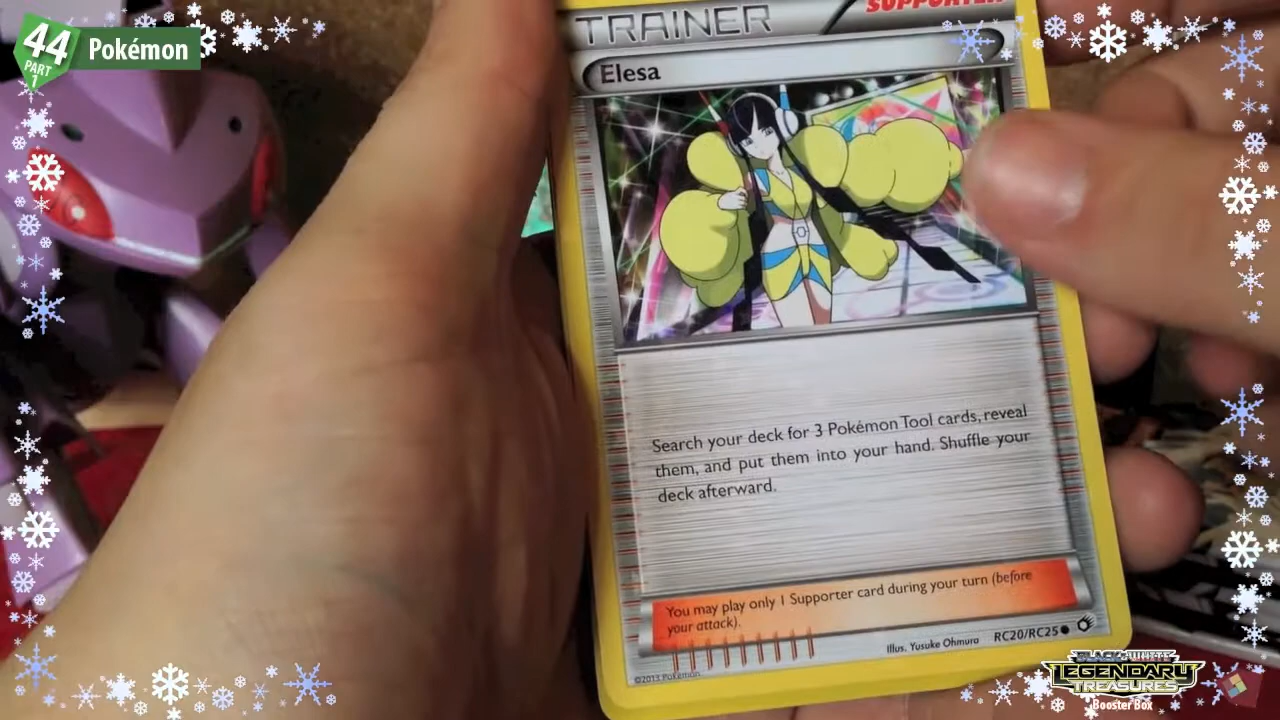 44
PART
1
Pokémon
TRAINER
SUPPORTER
Elesa
Search your deck for 3 Pokémon Tool cards, reveal
them, and put them into your hand. Shuffle your
deck afterward.
You may play only 1 Supporter card during your turn (before
your attack).
Illus. Yusuke Ohmura
RC20/RC25
©2013 Pokémon
BLACK & WHITE
LEGENDARY
TREASURES
Booster Box